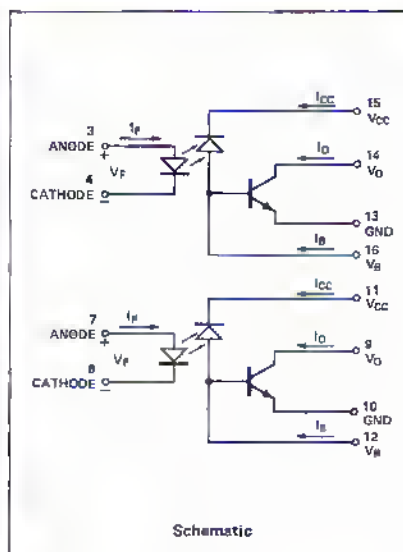 ICC 15
3 IF VCC
ANODE
+ IO 14
VF VO
4
CATHODE
− 13
GND
IB 16
VB
ICC 11
7 IF VCC
ANODE
+ IO 9
VF VO
CATHODE
− 10
GND
IB 12
VB
Schematic